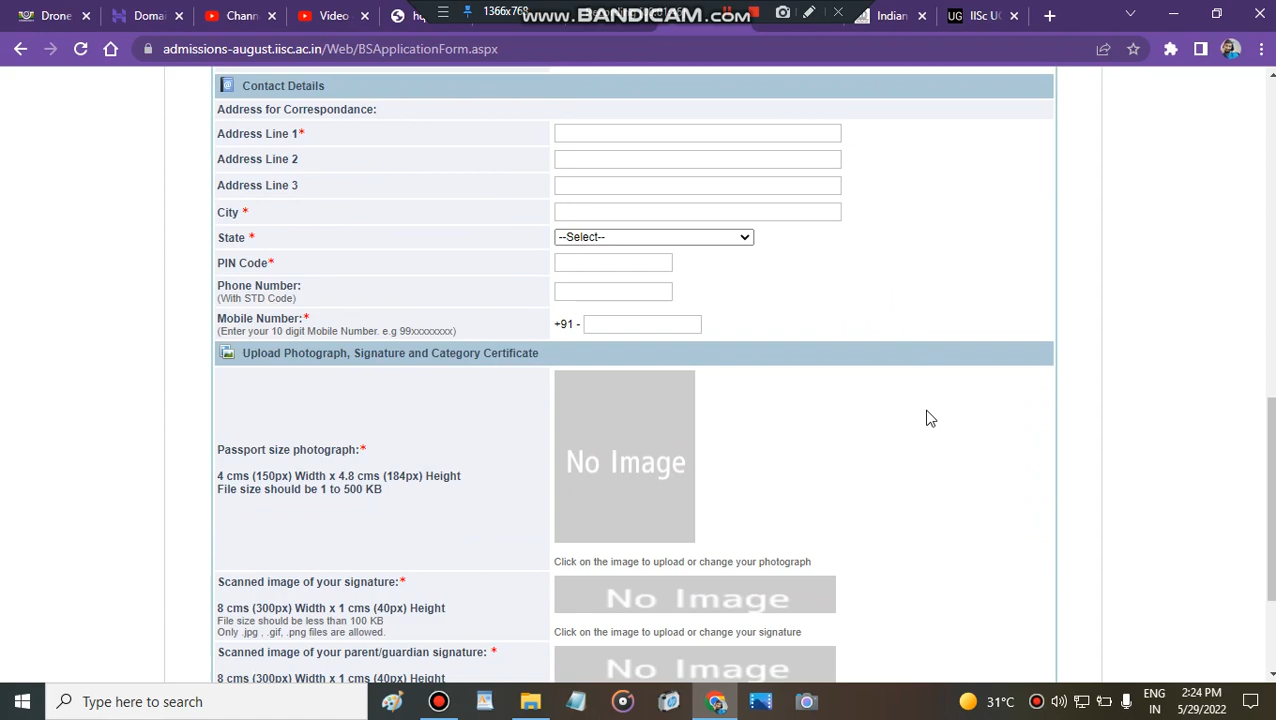 Drone
Domai
Chann
Video
ho
1366x768
www.BANDICAM.com
Indian
UG IISc UG
admissions-august.iisc.ac.in/Web/BSApplicationForm.aspx
Contact Details
Address for Correspondance:
Address Line 1*
Address Line 2
Address Line 3
City *
State *
--Select--
PIN Code*
Phone Number:
(With STD Code)
Mobile Number:*
(Enter your 10 digit Mobile Number. e.g 99xxxxxxxx)
+91 -
Upload Photograph, Signature and Category Certificate
Passport size photograph:*
4 cms (150px) Width x 4.8 cms (184px) Height
File size should be 1 to 500 KB
No Image
Click on the image to upload or change your photograph
Scanned image of your signature:*
8 cms (300px) Width x 1 cms (40px) Height
File size should be less than 100 KB
Only .jpg , .gif, .png files are allowed.
No Image
Click on the image to upload or change your signature
Scanned image of your parent/guardian signature: *
8 cms (300px) Width x 1 cms (40px) Height
No Image
Type here to search
31°C
ENG
IN
2:24 PM
5/29/2022